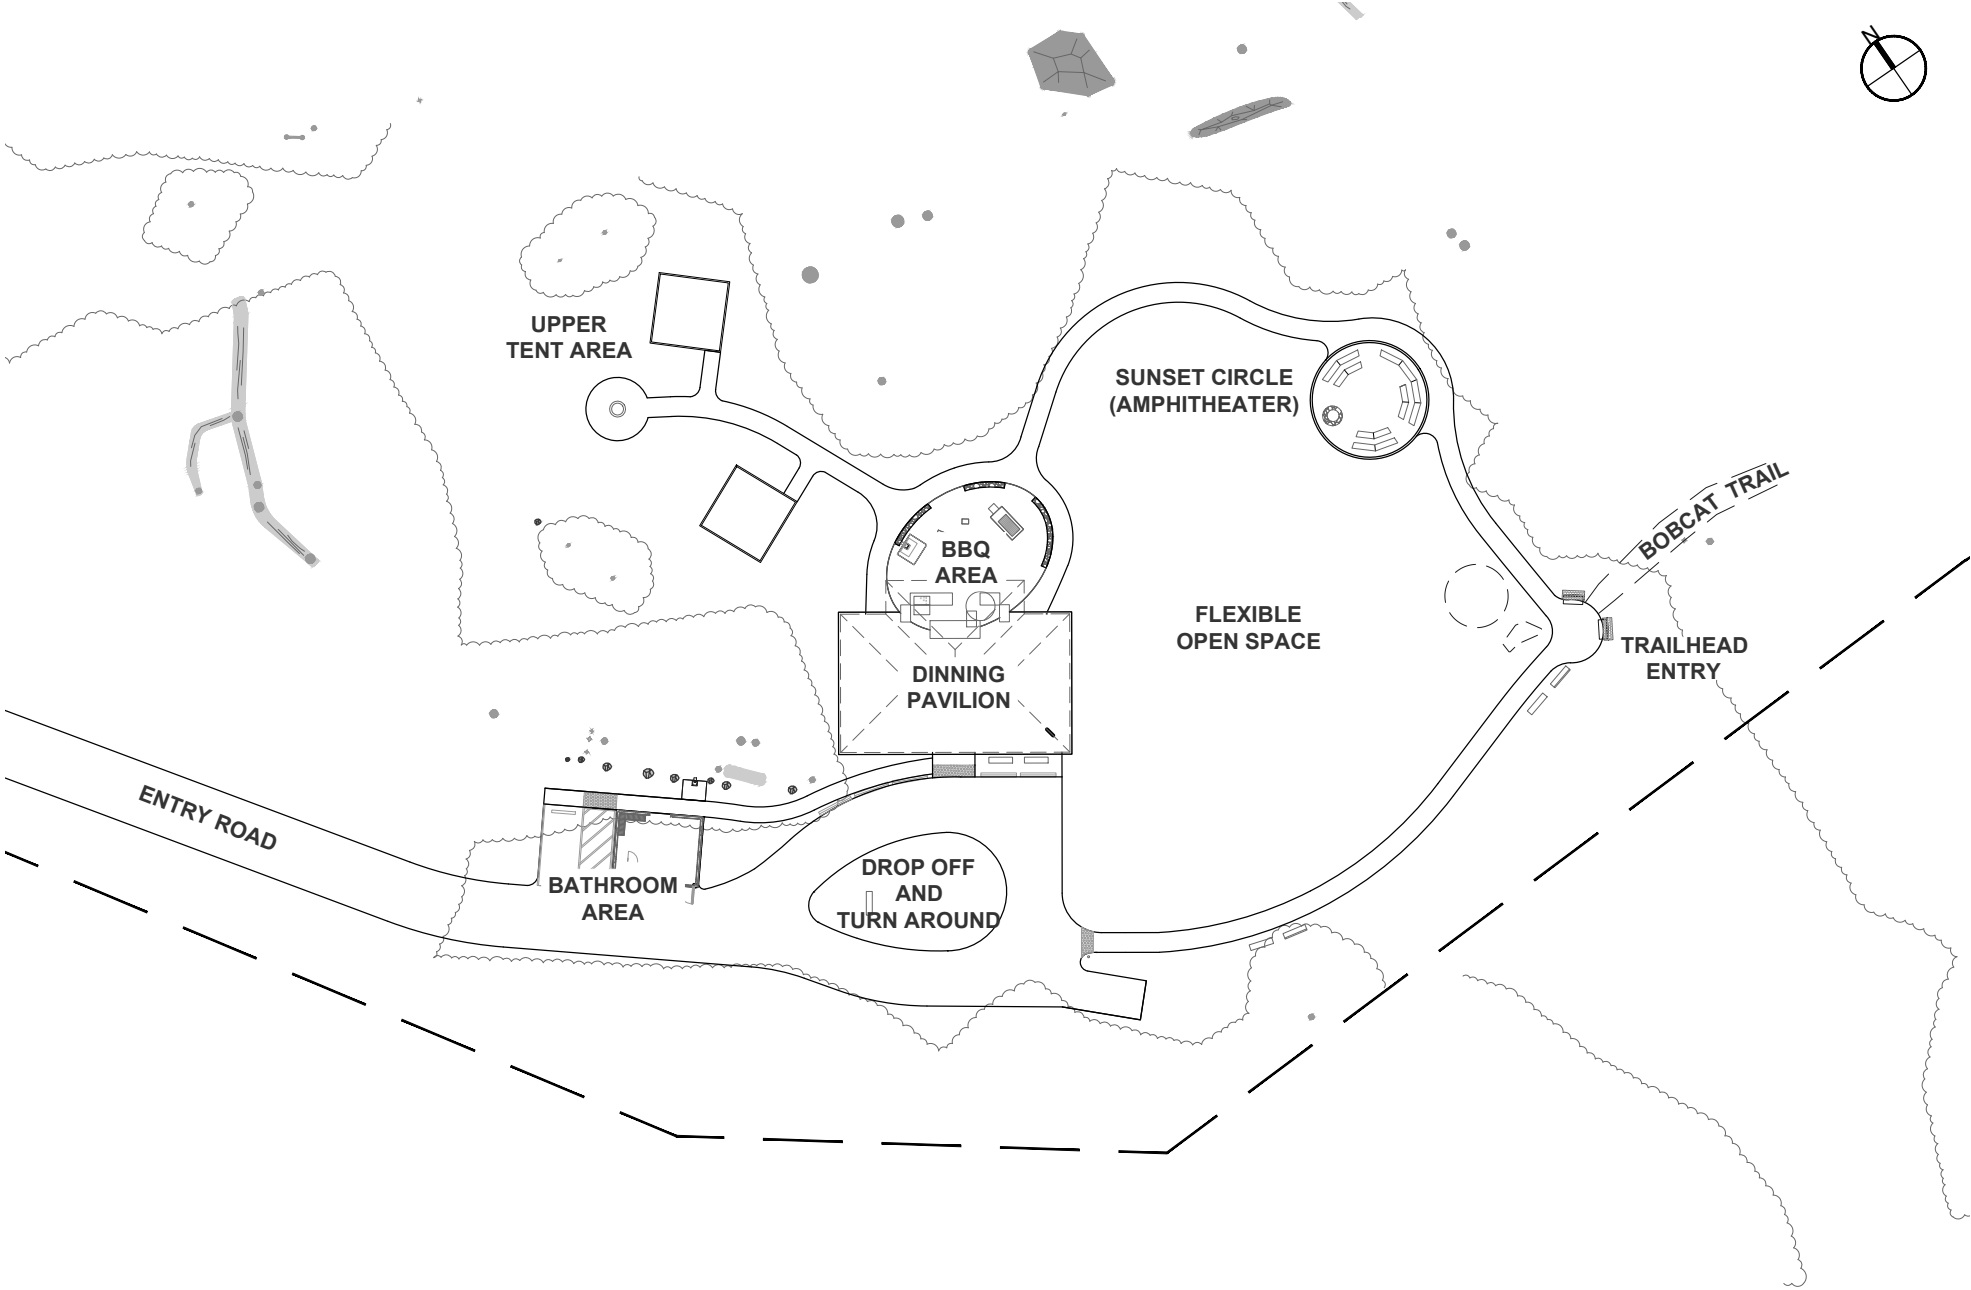 N
UPPER
TENT AREA
SUNSET CIRCLE
(AMPHITHEATER)
BOBCAT TRAIL
BBQ
AREA
FLEXIBLE
OPEN SPACE
TRAILHEAD
ENTRY
DINNING
PAVILION
ENTRY ROAD
BATHROOM
AREA
DROP OFF
AND
TURN AROUND